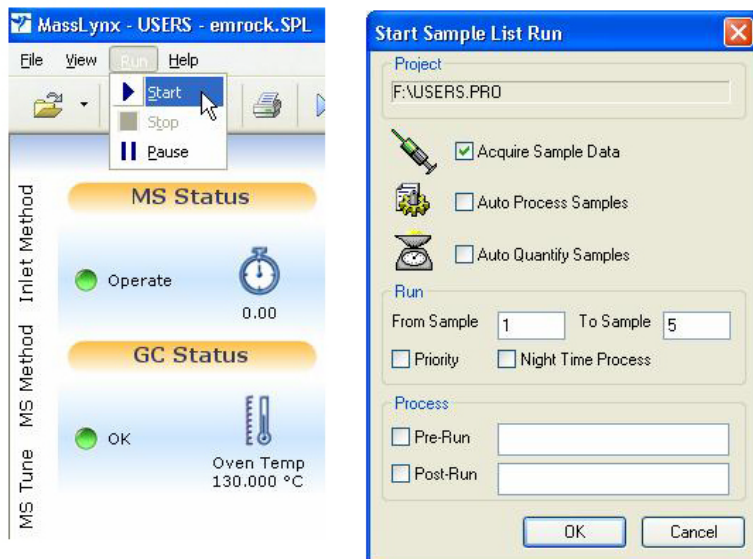 MassLynx - USERS - emrock.SPL
File View Run Help
Start
Stop
Pause
Inlet Method
MS Method
MS Tune
MS Status
Operate
0.00
GC Status
OK
Oven Temp
130.000 °C
Start Sample List Run
Project
F:\USERS.PRO
Acquire Sample Data
Auto Process Samples
Auto Quantify Samples
Run
From Sample 1 To Sample 5
Priority Night Time Process
Process
Pre-Run
Post-Run
OK Cancel